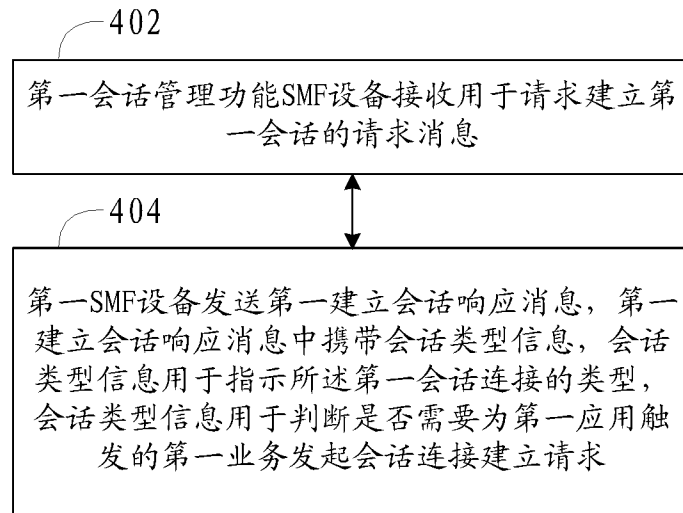 402
第一会话管理功能SMF设备接收用于请求建立第
一会话的请求消息
404
第一SMF设备发送第一建立会话响应消息，第一
建立会话响应消息中携带会话类型信息，会话
类型信息用于指示所述第一会话连接的类型，
会话类型信息用于判断是否需要为第一应用触
发的第一业务发起会话连接建立请求